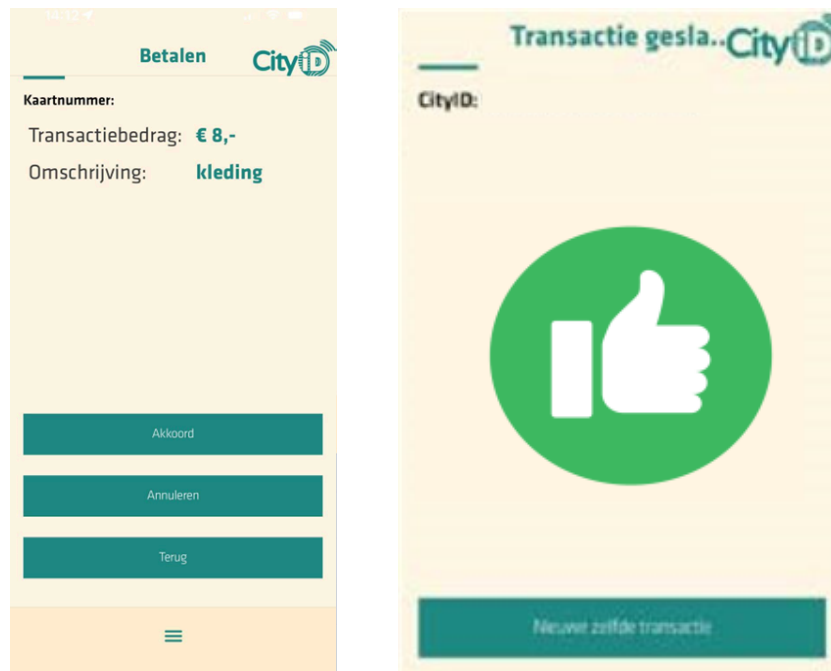 Betalen
CityiD
Kaartnummer:
Transactiebedrag: € 8,-
Omschrijving: kleding
Akkoord
Annuleren
Terug
Transactie gesla..
CityiD
CityID:
Nieuwe zelfde transactie